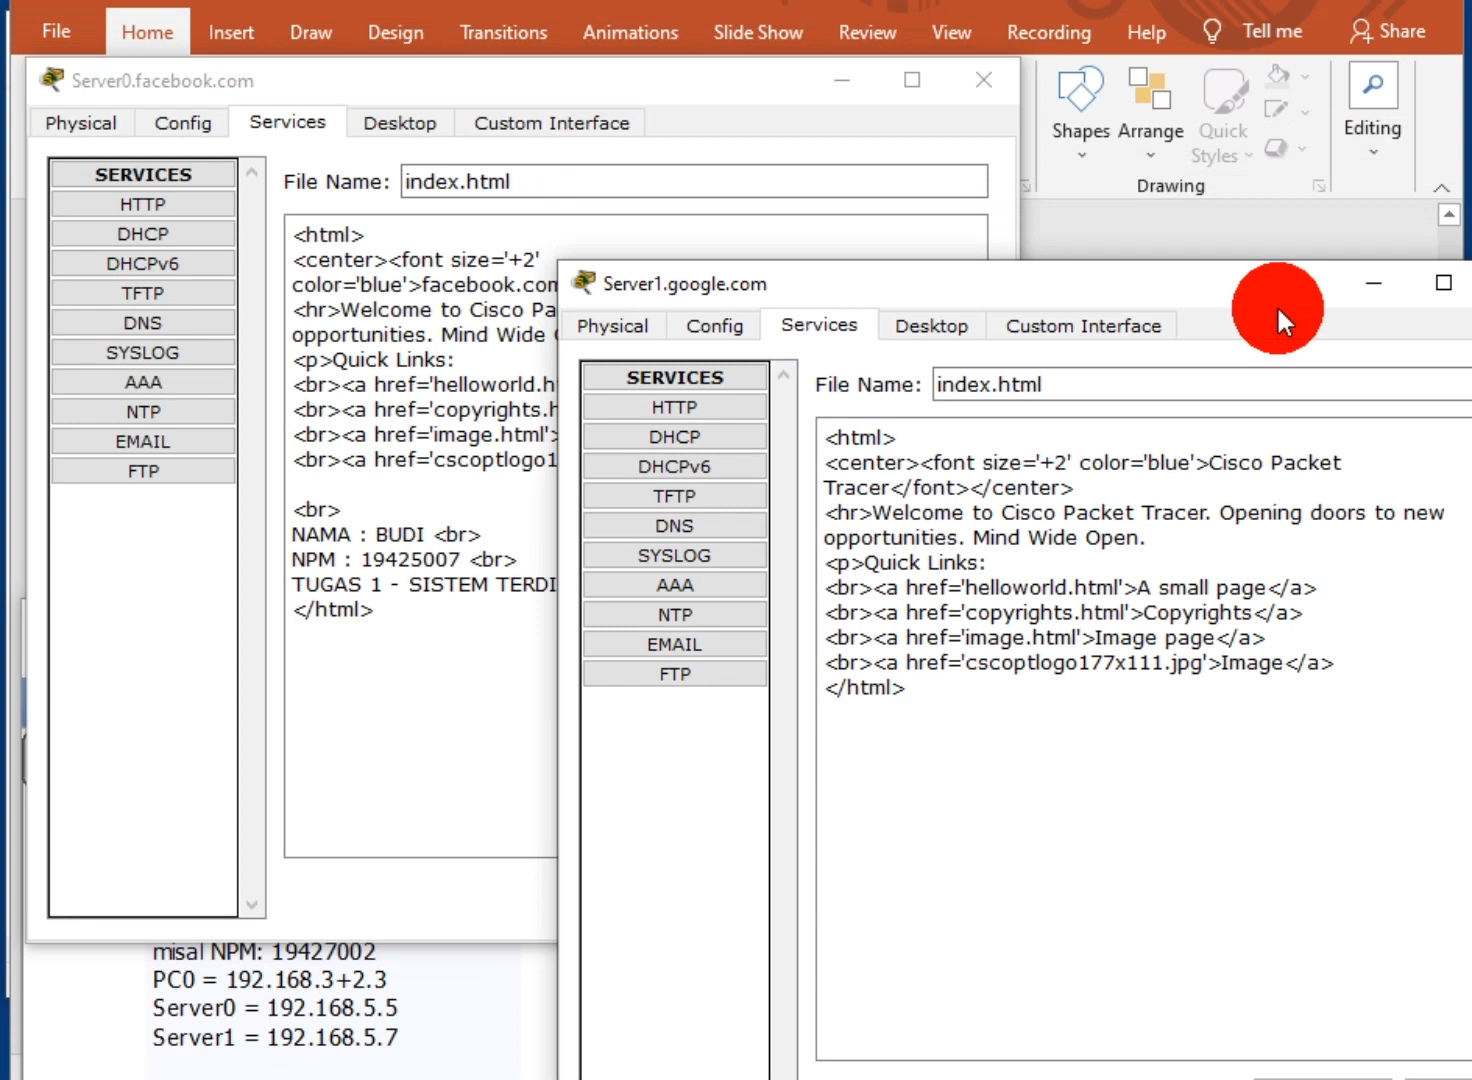 File Home Insert Draw Design Transitions Animations Slide Show Review View Recording Help Tell me Share
Server0.facebook.com
Physical Config Services Desktop Custom Interface
Shapes Arrange Quick Styles Editing
Drawing
SERVICES
HTTP
DHCP
DHCPv6
TFTP
DNS
SYSLOG
AAA
NTP
EMAIL
FTP
File Name: index.html
<html>
<center><font size='+2'
color='blue'>facebook.com
<hr>Welcome to Cisco Pa
opportunities. Mind Wide
<p>Quick Links:
<br><a href='helloworld.h
<br><a href='copyrights.h
<br><a href='image.html'>
<br><a href='cscoptlogo1
<br>
NAMA : BUDI <br>
NPM : 19425007 <br>
TUGAS 1 - SISTEM TERDI
</html>
Server1.google.com
Physical Config Services Desktop Custom Interface
SERVICES
HTTP
DHCP
DHCPv6
TFTP
DNS
SYSLOG
AAA
NTP
EMAIL
FTP
File Name: index.html
<html>
<center><font size='+2' color='blue'>Cisco Packet
Tracer</font></center>
<hr>Welcome to Cisco Packet Tracer. Opening doors to new
opportunities. Mind Wide Open.
<p>Quick Links:
<br><a href='helloworld.html'>A small page</a>
<br><a href='copyrights.html'>Copyrights</a>
<br><a href='image.html'>Image page</a>
<br><a href='cscoptlogo177x111.jpg'>Image</a>
</html>
misal NPM: 19427002
PC0 = 192.168.3+2.3
Server0 = 192.168.5.5
Server1 = 192.168.5.7